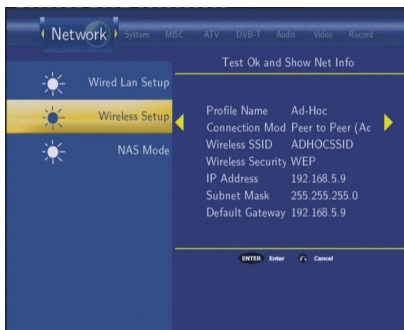 Network System MISC ATV DVB-T Audio Video Record
Test Ok and Show Net Info
Wired Lan Setup
Wireless Setup
NAS Mode
Profile Name Ad-Hoc
Connection Mod Peer to Peer (Ac
Wireless SSID ADHOCSSID
Wireless Security WEP
IP Address 192.168.5.9
Subnet Mask 255.255.255.0
Default Gateway 192.168.5.9
ENTER Enter Cancel